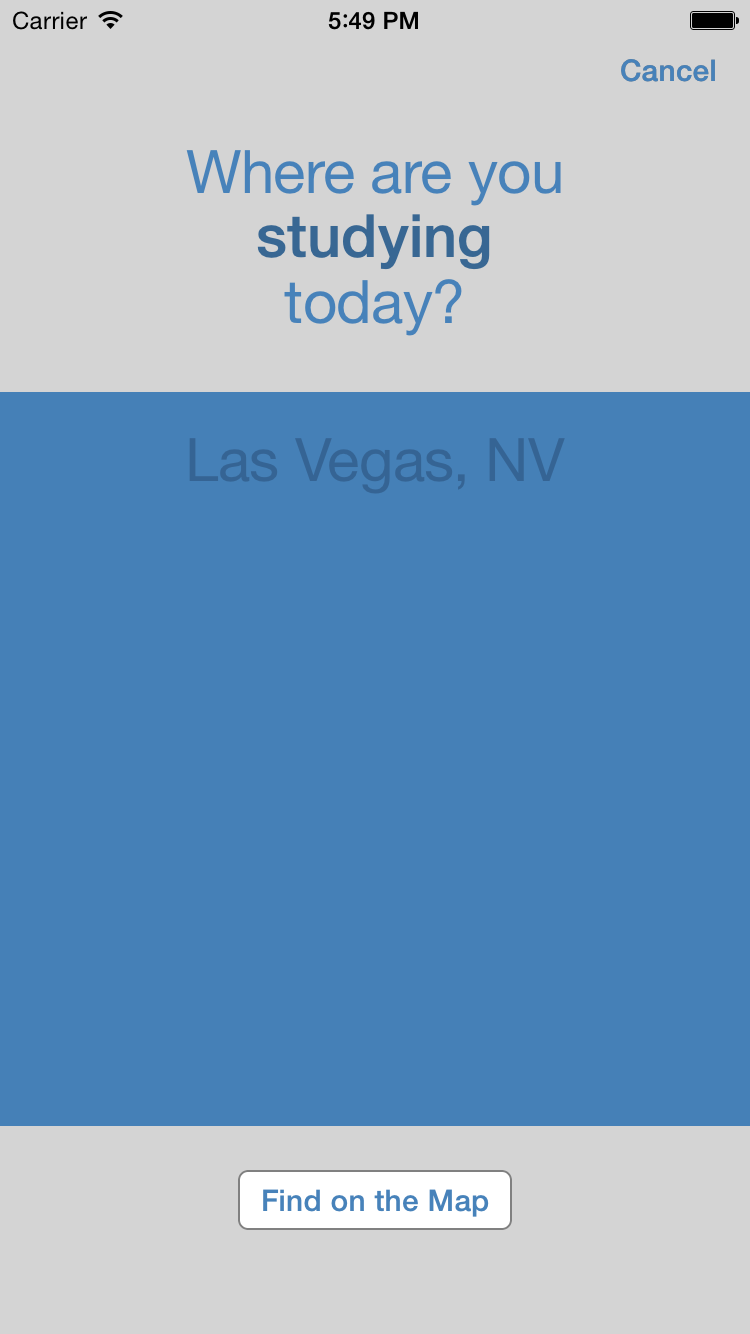 Carrier 5:49 PM
Cancel
Where are you
studying
today?
Las Vegas, NV
Find on the Map